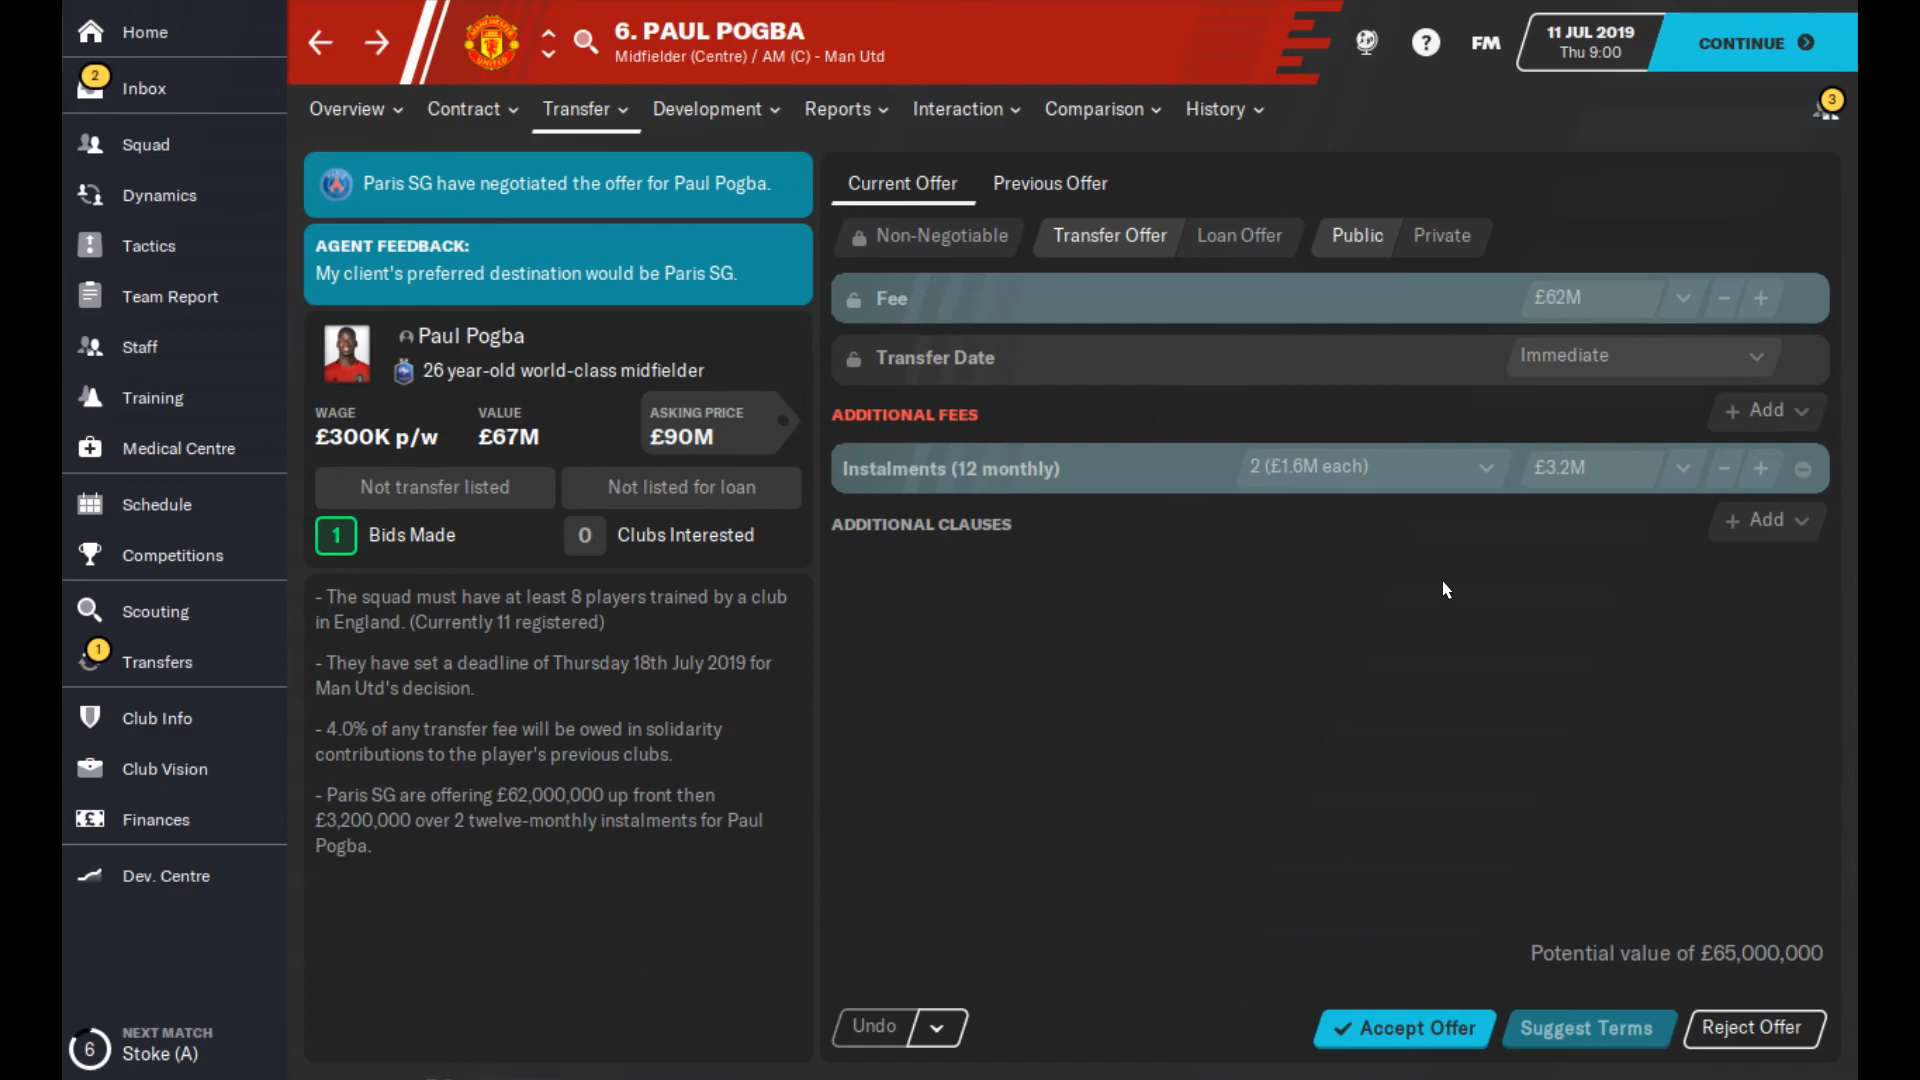 Home
2
Inbox
Squad
Dynamics
Tactics
Team Report
Staff
Training
Medical Centre
Schedule
Competitions
Scouting
1
Transfers
Club Info
Club Vision
Finances
Dev. Centre
6
NEXT MATCH
Stoke (A)
6. PAUL POGBA
Midfielder (Centre) / AM (C) - Man Utd
FM
11 JUL 2019
Thu 9:00
CONTINUE
Overview
Contract
Transfer
Development
Reports
Interaction
Comparison
History
3
Paris SG have negotiated the offer for Paul Pogba.
AGENT FEEDBACK:
My client's preferred destination would be Paris SG.
Paul Pogba
26 year-old world-class midfielder
WAGE
£300K p/w
VALUE
£67M
ASKING PRICE
£90M
Not transfer listed
Not listed for loan
1 Bids Made
0 Clubs Interested
- The squad must have at least 8 players trained by a club
in England. (Currently 11 registered)
- They have set a deadline of Thursday 18th July 2019 for
Man Utd's decision.
- 4.0% of any transfer fee will be owed in solidarity
contributions to the player's previous clubs.
- Paris SG are offering £62,000,000 up front then
£3,200,000 over 2 twelve-monthly instalments for Paul
Pogba.
Current Offer
Previous Offer
Non-Negotiable
Transfer Offer
Loan Offer
Public
Private
Fee
£62M
Transfer Date
Immediate
ADDITIONAL FEES
+ Add
Instalments (12 monthly)
2 (£1.6M each)
£3.2M
ADDITIONAL CLAUSES
+ Add
Potential value of £65,000,000
Undo
Accept Offer
Suggest Terms
Reject Offer